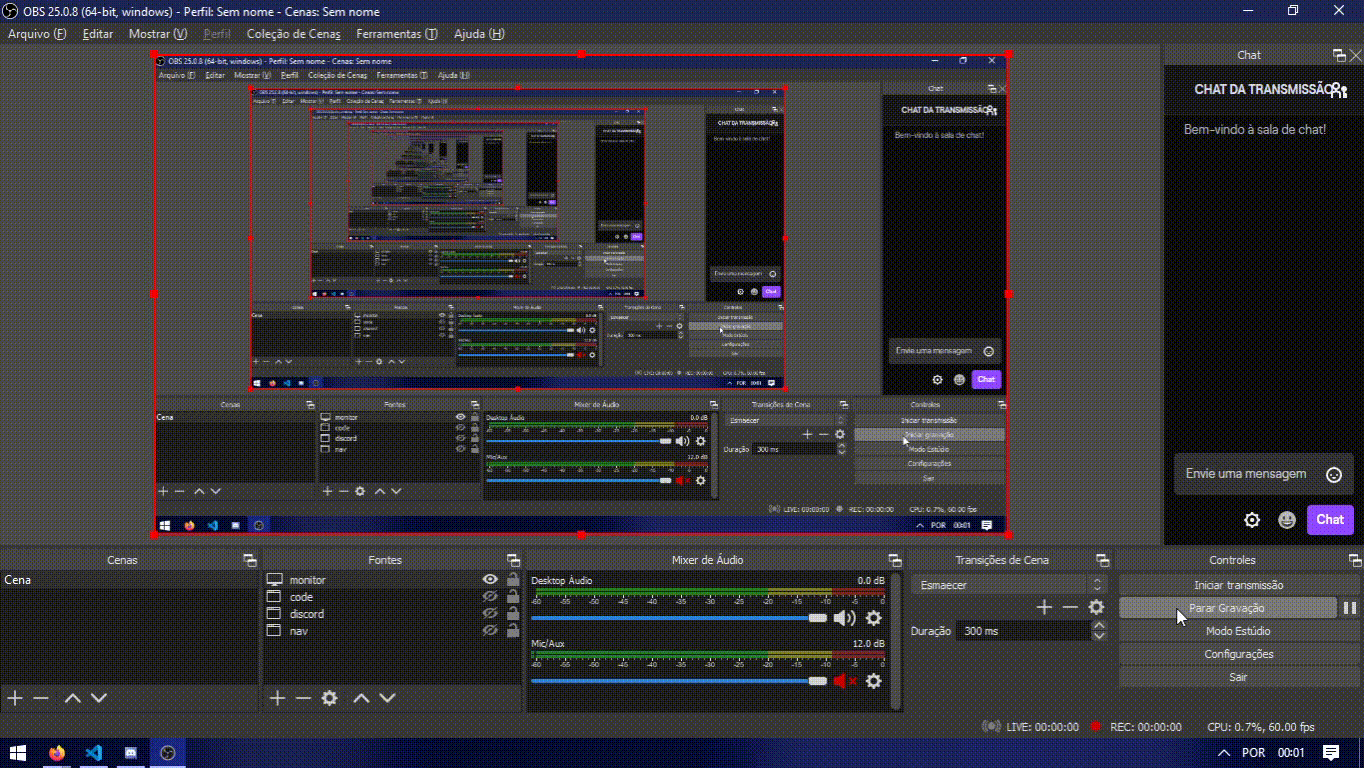 OBS 25.0.8 (64-bit, windows) - Perfil: Sem nome - Cenas: Sem nome
Arquivo (F) Editar Mostrar (V) Perfil Coleção de Cenas Ferramentas (T) Ajuda (H)
OBS 25.0.8 (64-bit, windows) - Perfil: Sem nome - Cenas: Sem nome
Arquivo (F) Editar Mostrar (V) Perfil Coleção de Cenas Ferramentas (T) Ajuda (H)
Chat
CHAT DA TRANSMISSÃO
Bem-vindo à sala de chat!
Envie uma mensagem
Chat
Cenas Fontes Mixer de Áudio Transições de Cena Controles
Cena
monitor
code
discord
nav
Desktop Áudio 0.0 dB
Mic/Aux 12.0 dB
Esmaecer
Duração 300 ms
Iniciar transmissão
Iniciar gravação
Modo Estúdio
Configurações
Sair
LIVE: 00:00:00 REC: 00:00:00 CPU: 0.7%, 60.00 fps
POR 00:01
Chat
CHAT DA TRANSMISSÃO
Bem-vindo à sala de chat!
Envie uma mensagem
Chat
Cenas
Cena
Fontes
monitor
code
discord
nav
Mixer de Áudio
Desktop Áudio 0.0 dB
-60 -55 -50 -45 -40 -35 -30 -25 -20 -15 -10 -5 0
Mic/Aux 12.0 dB
-60 -55 -50 -45 -40 -35 -30 -25 -20 -15 -10 -5 0
Transições de Cena
Esmaecer
Duração 300 ms
Controles
Iniciar transmissão
Parar Gravação
Modo Estúdio
Configurações
Sair
LIVE: 00:00:00 REC: 00:00:00 CPU: 0.7%, 60.00 fps
POR 00:01